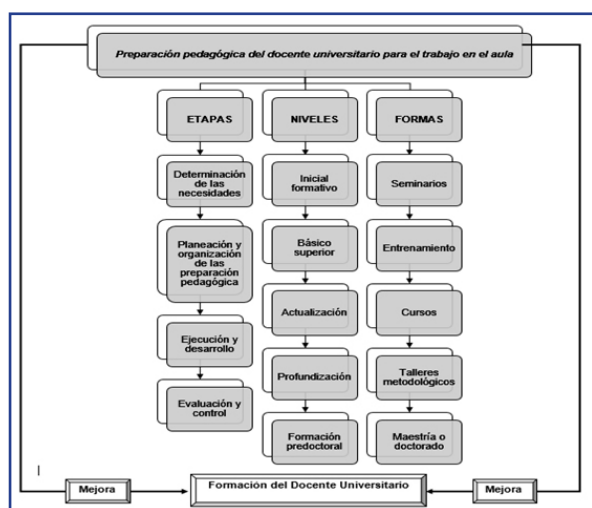 Preparación pedagógica del docente universitario para el trabajo en el aula
ETAPAS
NIVELES
FORMAS
Determinación
de las
necesidades
Inicial
formativo
Seminarios
Planeación y
organización
de las
preparación
pedagógica
Básico
superior
Entrenamiento
Actualización
Cursos
Ejecución y
desarrollo
Profundización
Talleres
metodológicos
Evaluación y
control
Formación
predoctoral
Maestría o
doctorado
Mejora
Formación del Docente Universitario
Mejora